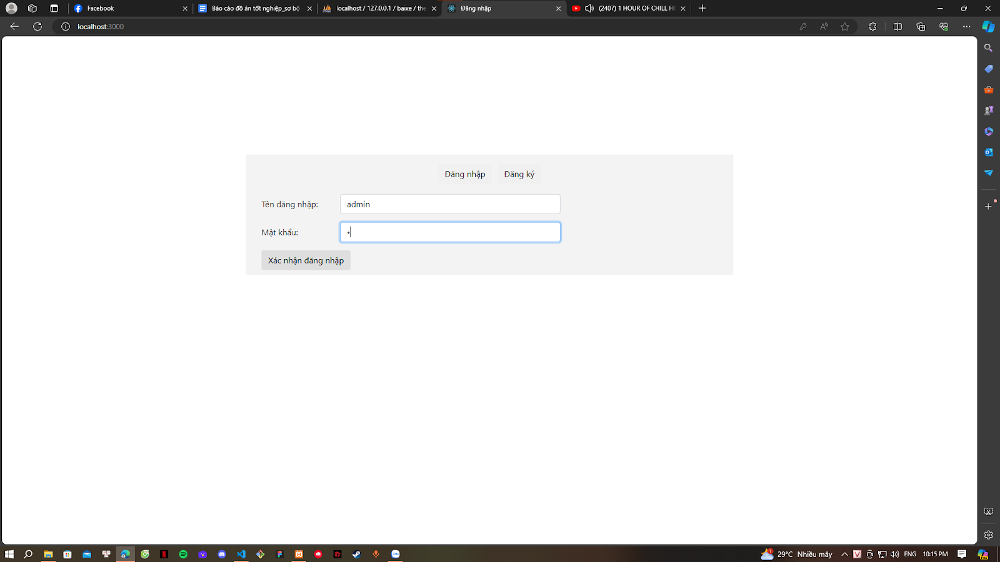 Facebook
Báo cáo đồ án tốt nghiệp_sơ bộ
localhost / 127.0.0.1 / baixe / the
Đăng nhập
(2407) 1 HOUR OF CHILL FR
localhost:3000
Đăng nhập
Đăng ký
Tên đăng nhập:
admin
Mật khẩu:
Xác nhận đăng nhập
29°C Nhiều mây
ENG
10:15 PM